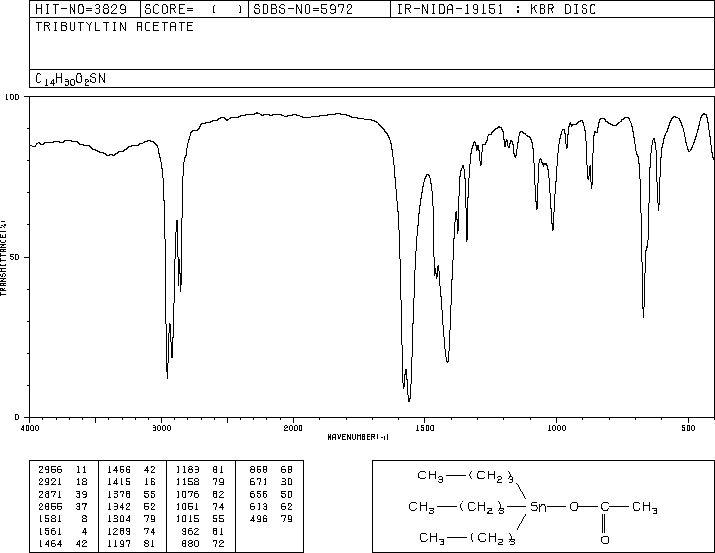 HIT-NO=3829 SCORE= ( ) SDBS-NO=5972 IR-NIDA-19151 : KBR DISC
TRIBUTYLTIN ACETATE
C14H30O2SN
100
50
0
TRANSMITTANCE(%)
4000 3000 2000 1500 1000 500
WAVENUMBER(-1)
2956 11 1456 42 1183 81 868 68
2921 18 1415 16 1158 79 671 30
2871 39 1378 55 1076 62 656 50
2855 37 1342 52 1051 74 613 62
1581 8 1304 79 1015 55 496 79
1561 4 1289 74 962 81
1464 42 1197 81 880 72
CH3—(CH2)3
CH3—(CH2)3—Sn—O—C—CH3
CH3—(CH2)3 O